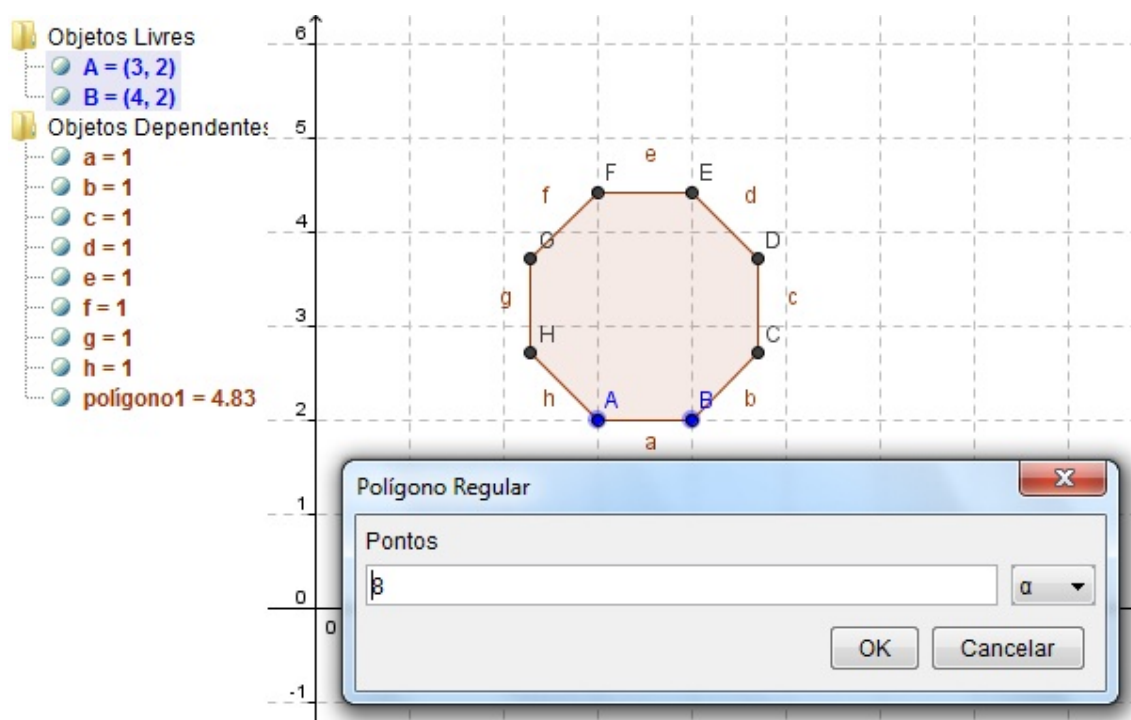 Objetos Livres
A = (3, 2)
B = (4, 2)
Objetos Dependentes
a = 1
b = 1
c = 1
d = 1
e = 1
f = 1
g = 1
h = 1
polígono1 = 4.83
6
5
4
3
2
1
0
-1
0
e
F
E
f
d
G
D
g
c
H
C
h
A
B
b
a
Polígono Regular
x
Pontos
8
α
OK
Cancelar